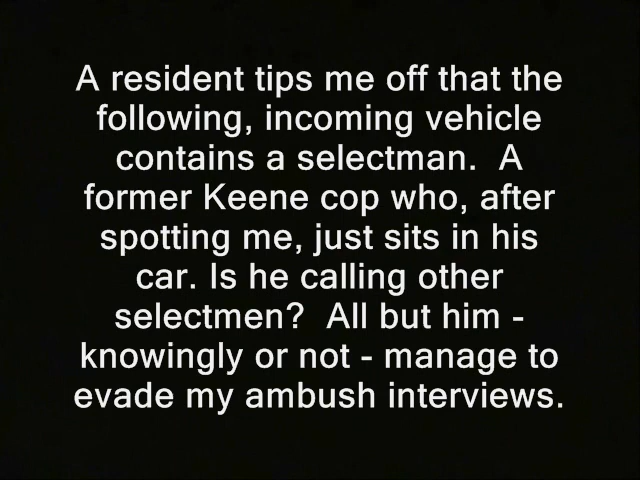 A resident tips me off that the
following, incoming vehicle
contains a selectman.  A
former Keene cop who, after
spotting me, just sits in his
car. Is he calling other
selectmen?  All but him -
knowingly or not - manage to
evade my ambush interviews.